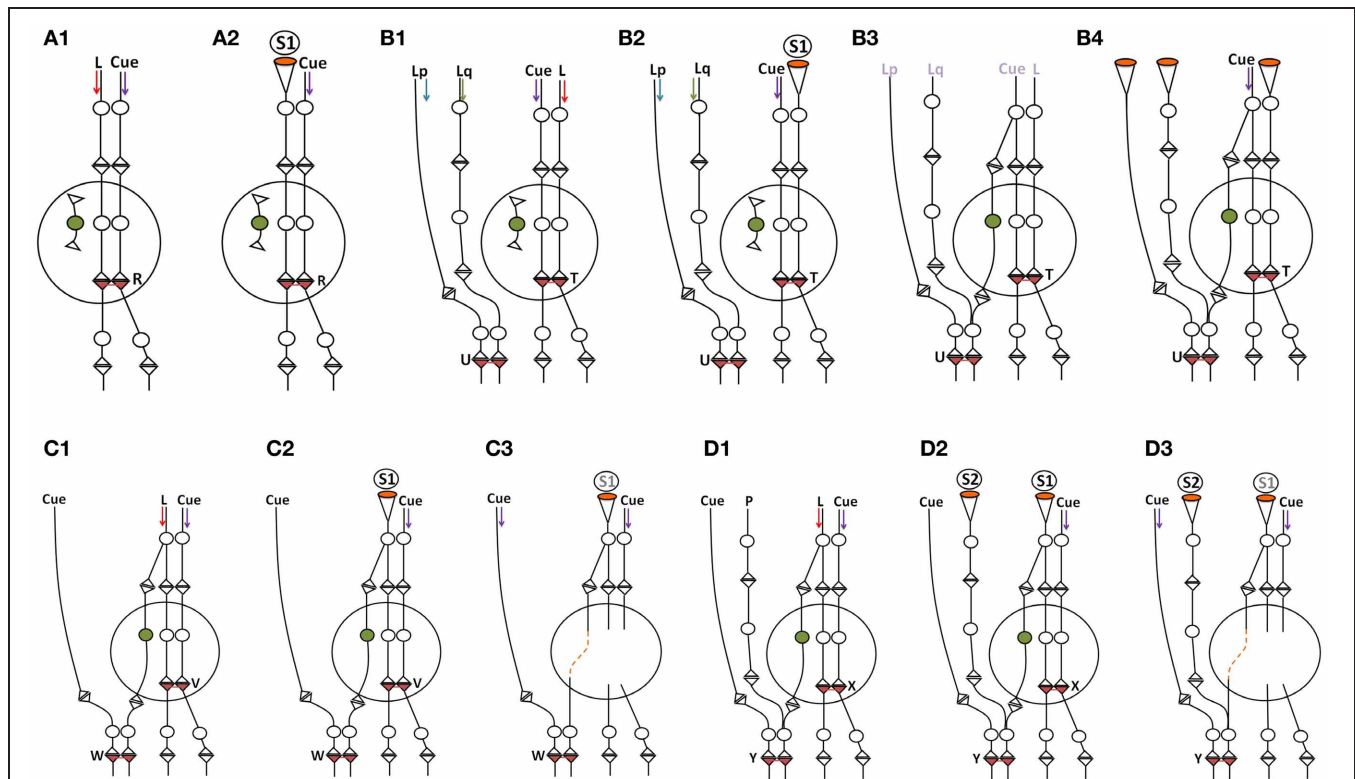 A1 A2 B1 B2 B3 B4
L Cue
S1
Cue
Lp Lq Cue L
Lp Lq Cue
S1
Lp Lq Cue L
Cue
R
R
T
T
T
T
U
U
U
U
C1 C2 C3 D1 D2 D3
Cue L Cue
Cue S1 Cue
Cue S1 Cue
Cue P L Cue
Cue S2 S1 Cue
Cue S2 S1 Cue
V
V
X
X
W
W
W
Y
Y
Y